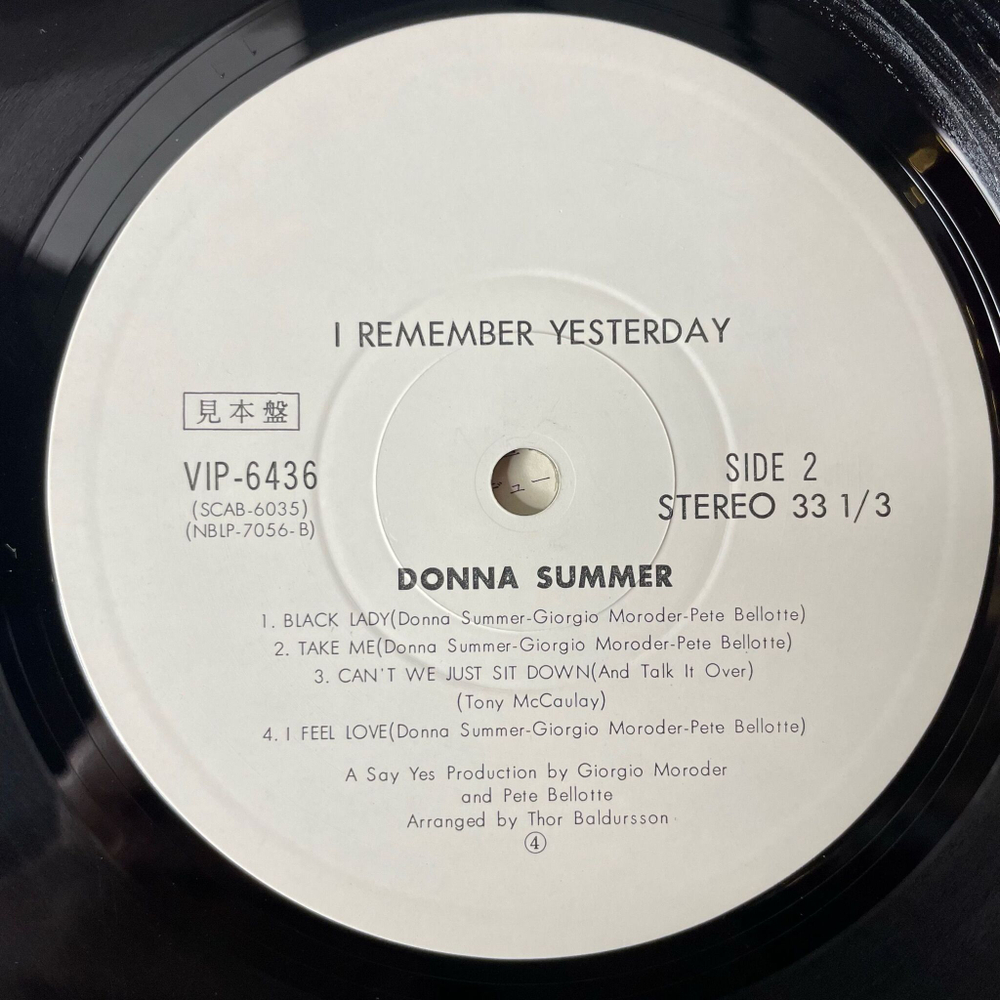 I REMEMBER YESTERDAY
見本盤
VIP-6436
(SCAB-6035)
(NBLP-7056-B)
SIDE 2
STEREO 33 1/3
ュー
DONNA SUMMER
1. BLACK LADY(Donna Summer-Giorgio Moroder-Pete Bellotte)
2. TAKE ME(Donna Summer-Giorgio Moroder-Pete Bellotte)
3. CAN'T WE JUST SIT DOWN(And Talk It Over)
(Tony McCaulay)
4. I FEEL LOVE(Donna Summer-Giorgio Moroder-Pete Bellotte)
A Say Yes Production by Giorgio Moroder
and Pete Bellotte
Arranged by Thor Baldursson
④